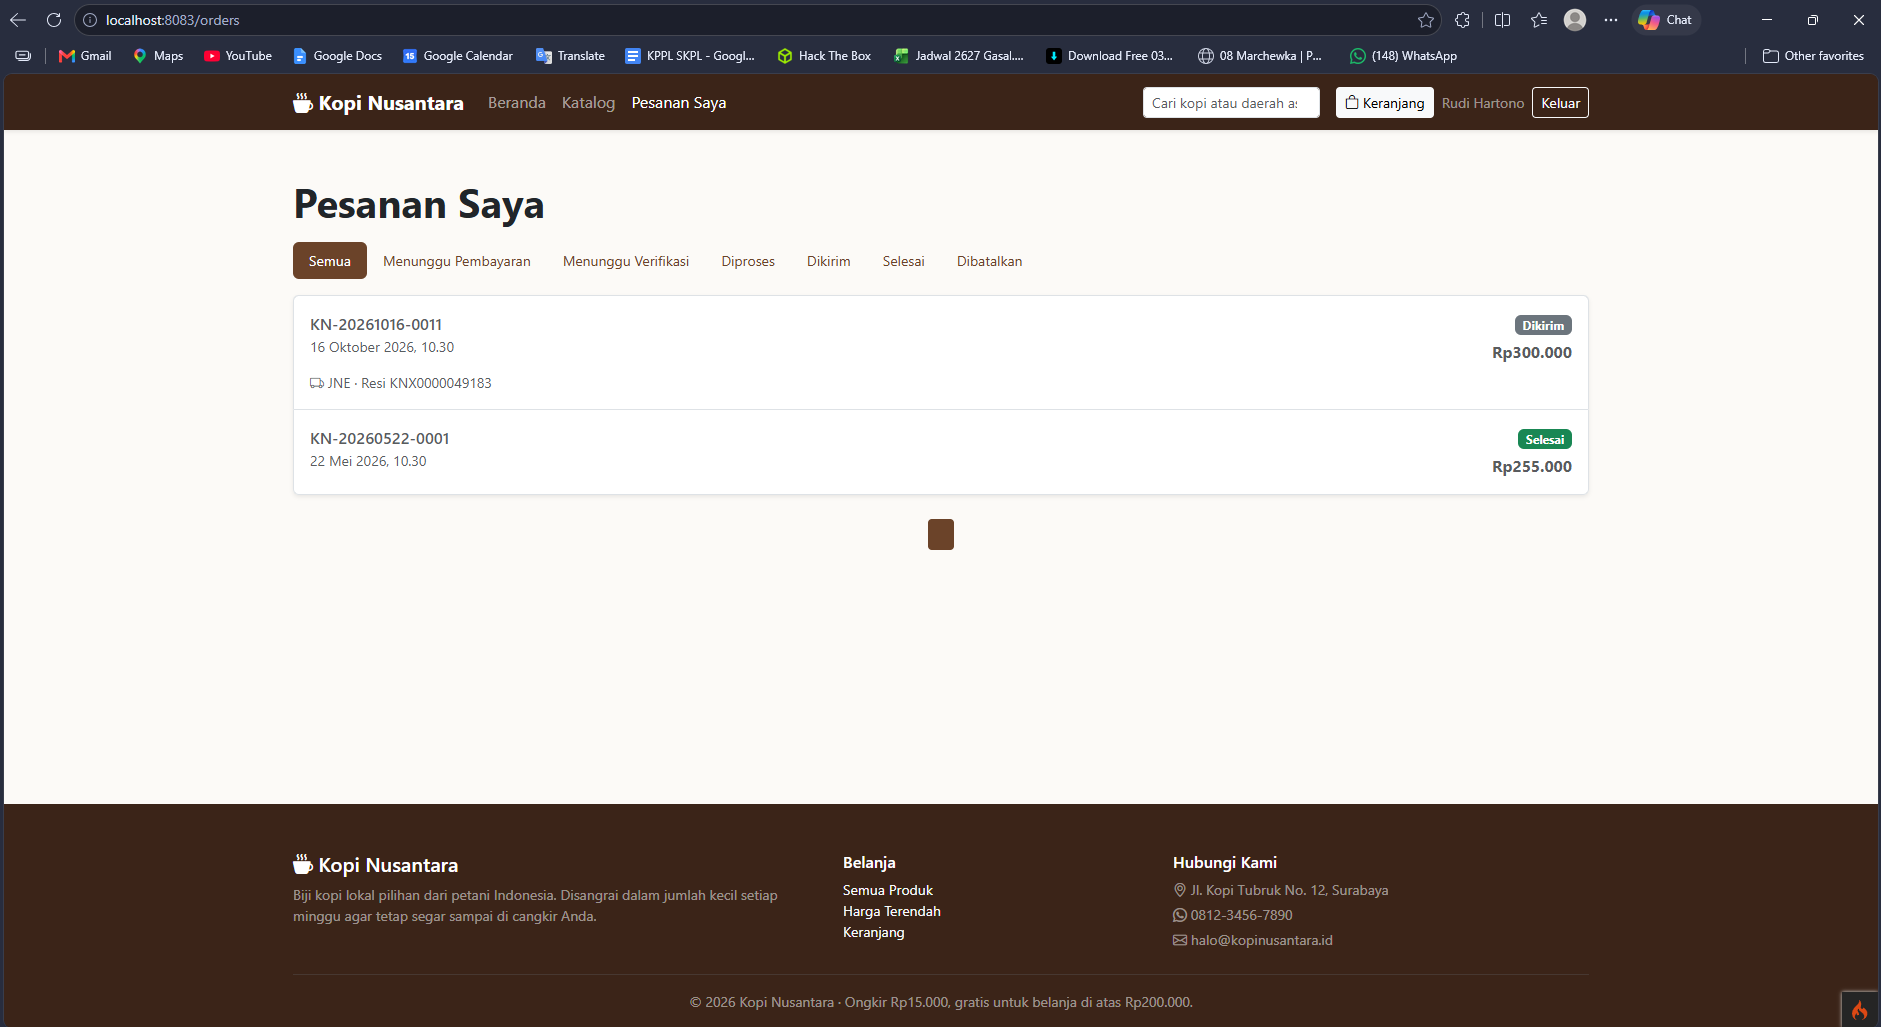 localhost:8083/orders
Chat
Gmail
Maps
YouTube
Google Docs
Google Calendar
Translate
KPPL SKPL - Googl...
Hack The Box
Jadwal 2627 Gasal....
Download Free 03...
08 Marchewka | P...
(148) WhatsApp
Other favorites
Kopi Nusantara
Beranda
Katalog
Pesanan Saya
Cari kopi atau daerah a
Keranjang
Rudi Hartono
Keluar
Pesanan Saya
Semua
Menunggu Pembayaran
Menunggu Verifikasi
Diproses
Dikirim
Selesai
Dibatalkan
KN-20261016-0011
Dikirim
16 Oktober 2026, 10.30
Rp300.000
JNE · Resi KNX0000049183
KN-20260522-0001
Selesai
22 Mei 2026, 10.30
Rp255.000
Kopi Nusantara
Biji kopi lokal pilihan dari petani Indonesia. Disangrai dalam jumlah kecil setiap
minggu agar tetap segar sampai di cangkir Anda.
Belanja
Semua Produk
Harga Terendah
Keranjang
Hubungi Kami
Jl. Kopi Tubruk No. 12, Surabaya
0812-3456-7890
halo@kopinusantara.id
© 2026 Kopi Nusantara · Ongkir Rp15.000, gratis untuk belanja di atas Rp200.000.